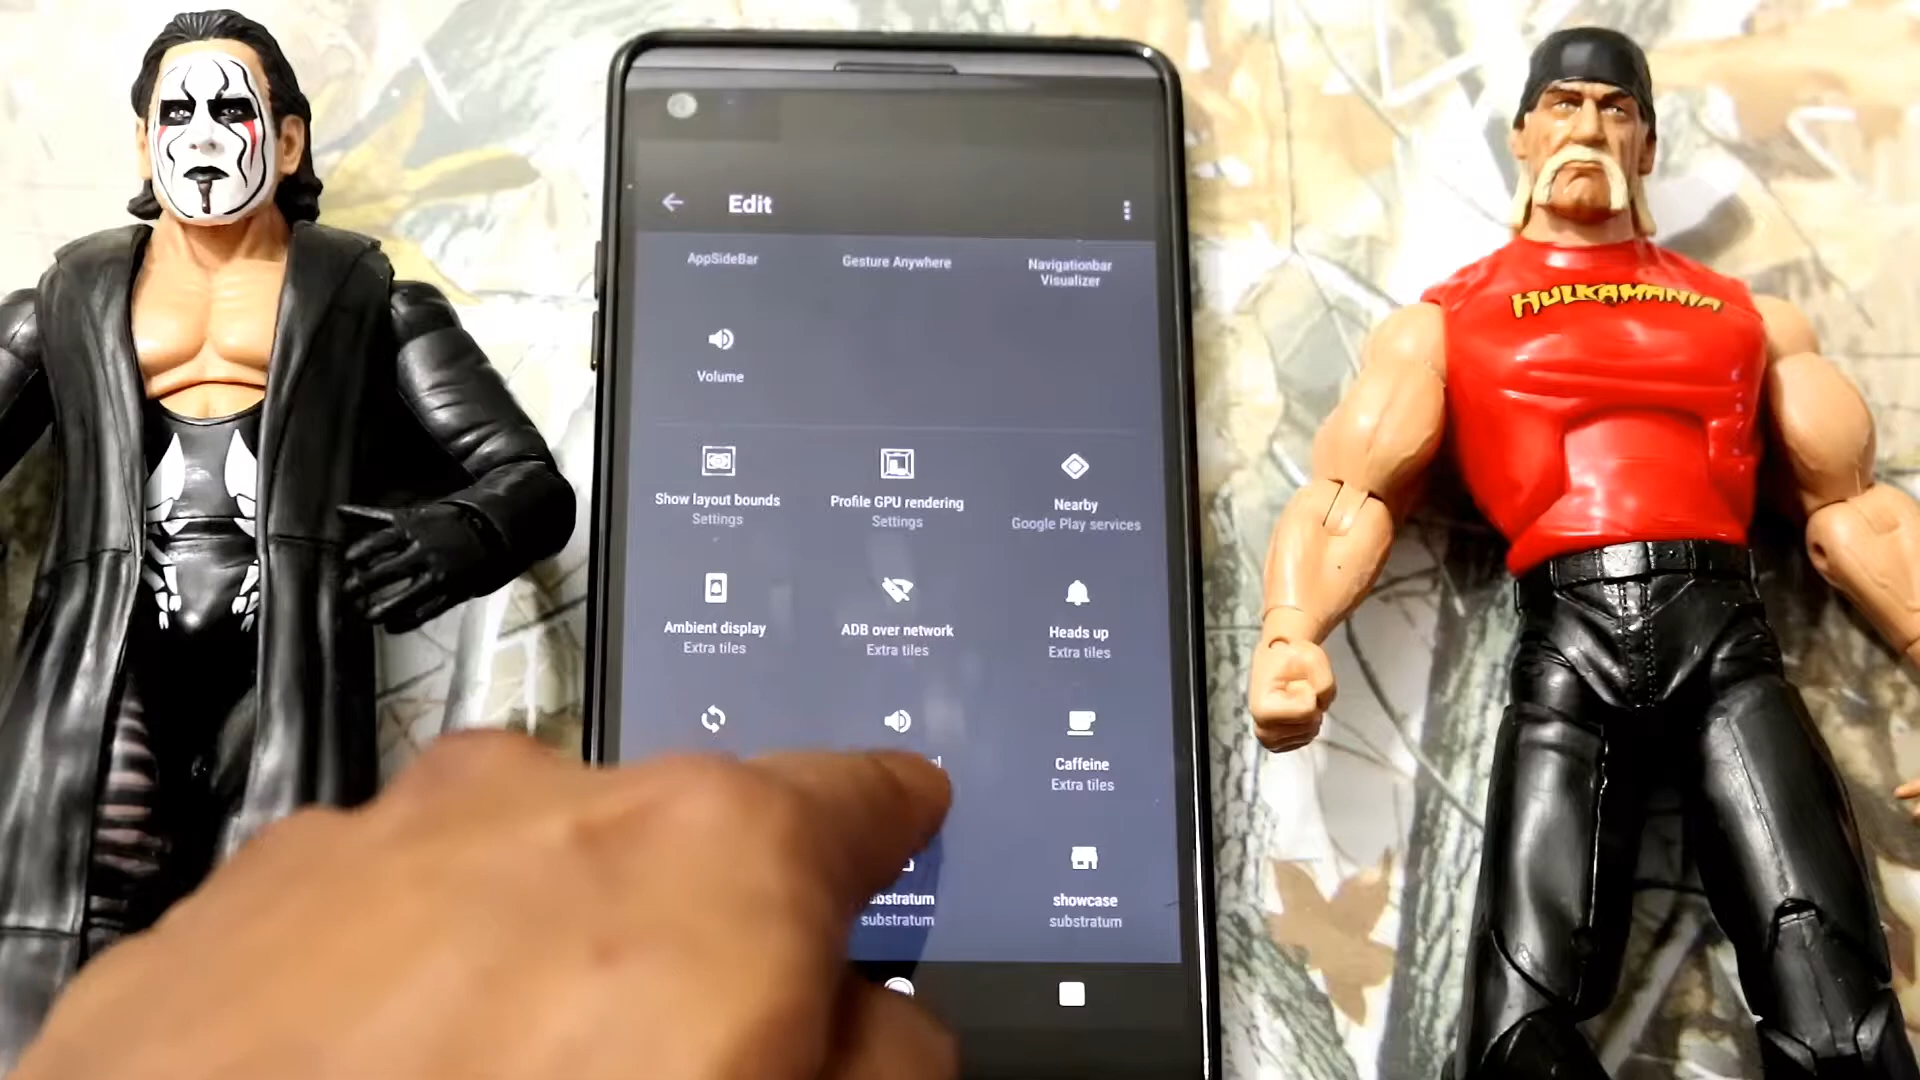 Edit
AppSideBar
Gesture Anywhere
Navigationbar
Visualizer
Volume
Show layout bounds
Settings
Profile GPU rendering
Settings
Nearby
Google Play services
Ambient display
Extra tiles
ADB over network
Extra tiles
Heads up
Extra tiles
Caffeine
Extra tiles
substratum
showcase
substratum
HULKAMANIA